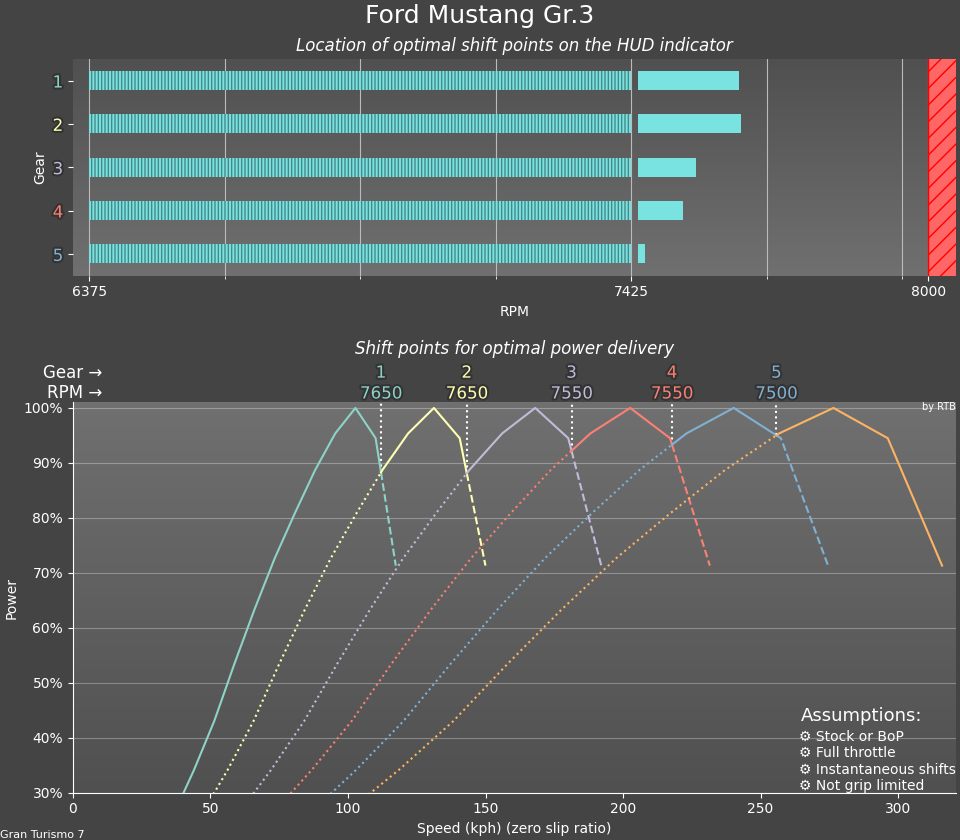 Ford Mustang Gr.3
Location of optimal shift points on the HUD indicator
Gear
1
2
3
4
5
6375 7425 8000
RPM
Shift points for optimal power delivery
Gear → 1 2 3 4 5
RPM → 7650 7650 7550 7550 7500
by RTB
Power
100%
90%
80%
70%
60%
50%
40%
30%
Assumptions:
⚙ Stock or BoP
⚙ Full throttle
⚙ Instantaneous shifts
⚙ Not grip limited
0 50 100 150 200 250 300
Speed (kph) (zero slip ratio)
Gran Turismo 7